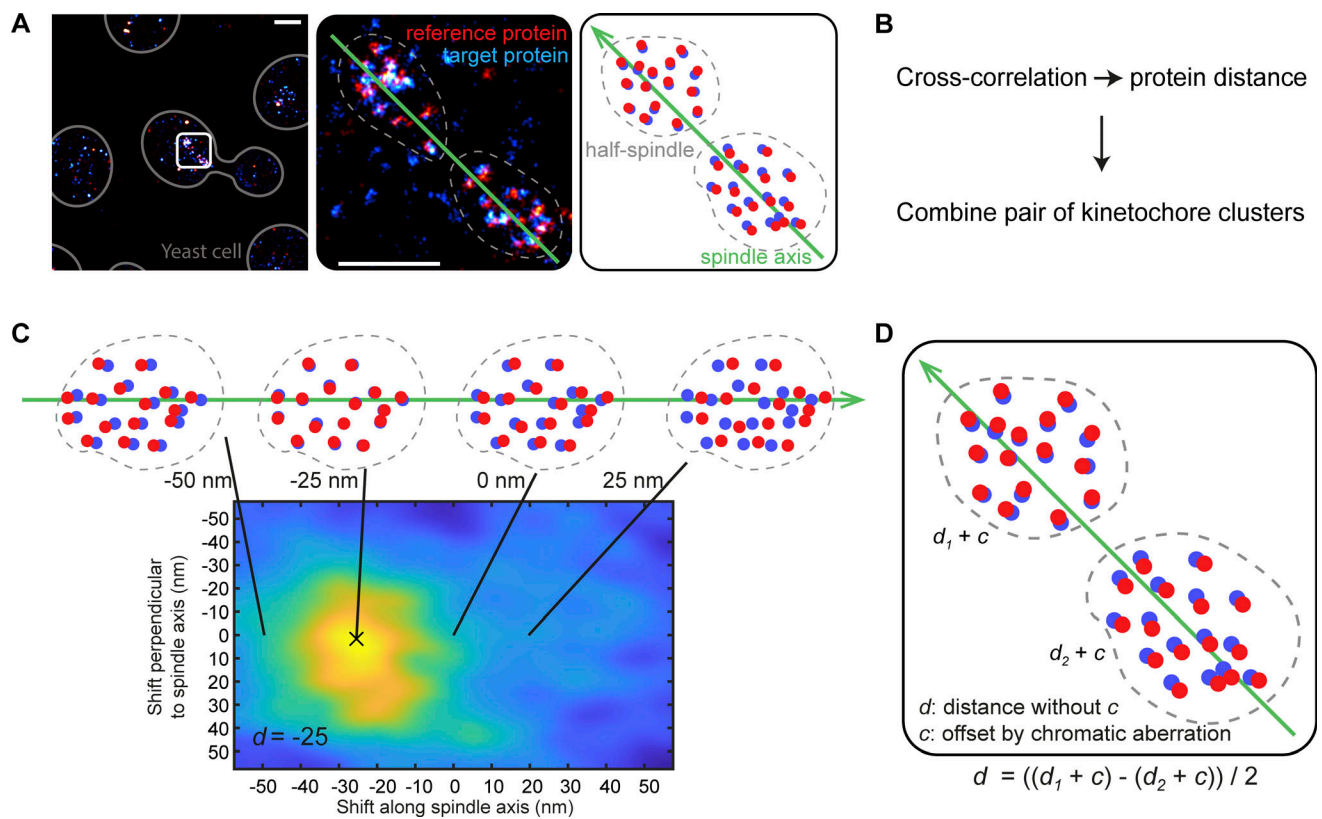 A
reference protein
target protein
Yeast cell
half-spindle
spindle axis
B
Cross-correlation → protein distance
Combine pair of kinetochore clusters
C
-50 nm
-25 nm
0 nm
25 nm
Shift perpendicular
to spindle axis (nm)
-50
-40
-30
-20
-10
0
10
20
30
40
50
d = -25
-50 -40 -30 -20 -10 0 10 20 30 40 50
Shift along spindle axis (nm)
D
d1 + c
d2 + c
d: distance without c
c: offset by chromatic aberration
d = ((d1 + c) - (d2 + c)) / 2